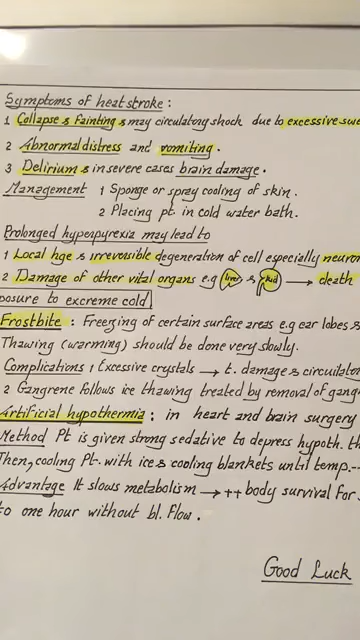 Symptoms of heatstroke :
1 Collapse & Fainting & may circulatory shock due to excessive swe
2 Abnormal distress and vomiting.
3 Delirium & in severe cases brain damage.
Management 1 Sponge or spray cooling of skin.
2 Placing pt. in cold water bath.
Prolonged hyperpyrexia may lead to
1 Local hge & irreversible degeneration of cell especially neuron
2 Damage of other vital organs e.g liver & kid → death
posure to excreme cold.
Frostbite : Freezing of certain surface areas e.g ear lobes &
Thawing (warming) should be done very slowly.
Complications 1 Excessive crystals → t. damage & circulator
2 Gangrene follows ice thawing treated by removal of gang
Artificial hypothermia : in heart and brain surgery
Method Pt is given strong sedative to depress hypoth. th
Then, cooling Pt. with ice & cooling blankets until temp.--
Advantage It slows metabolism → ++ body survival for
to one hour without bl. Flow.
Good Luck